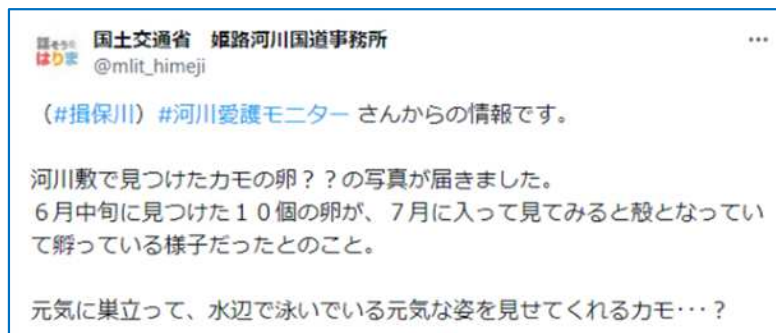 国土交通省　姫路河川国道事務所
@mlit_himeji
…
（#揖保川）#河川愛護モニター さんからの情報です。
河川敷で見つけたカモの卵？？の写真が届きました。
６月中旬に見つけた１０個の卵が、７月に入って見てみると殻となってい
て孵っている様子だったとのこと。
元気に巣立って、水辺で泳いでいる元気な姿を見せてくれるカモ･･･？